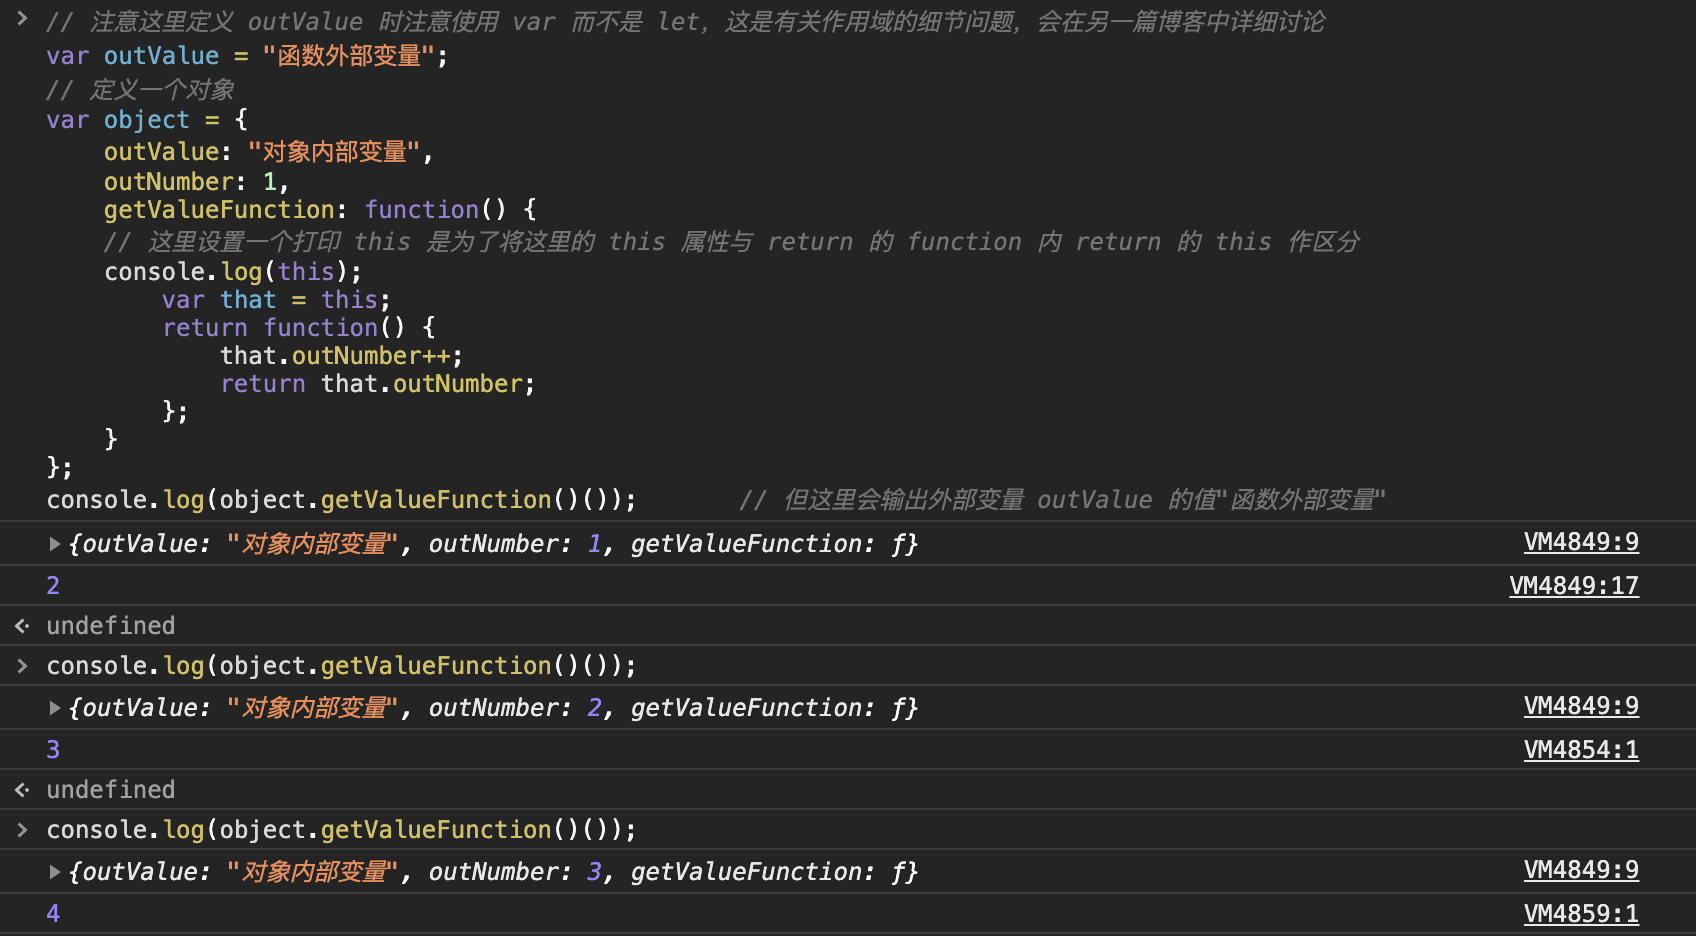 > // 注意这里定义 outValue 时注意使用 var 而不是 let，这是有关作用域的细节问题，会在另一篇博客中详细讨论
var outValue = "函数外部变量";
// 定义一个对象
var object = {
    outValue: "对象内部变量",
    outNumber: 1,
    getValueFunction: function() {
    // 这里设置一个打印 this 是为了将这里的 this 属性与 return 的 function 内 return 的 this 作区分
    console.log(this);
        var that = this;
        return function() {
            that.outNumber++;
            return that.outNumber;
        };
    }
};
console.log(object.getValueFunction()());       // 但这里会输出外部变量 outValue 的值"函数外部变量"
▶{outValue: "对象内部变量", outNumber: 1, getValueFunction: ƒ} VM4849:9
2 VM4849:17
undefined
> console.log(object.getValueFunction()());
▶{outValue: "对象内部变量", outNumber: 2, getValueFunction: ƒ} VM4849:9
3 VM4854:1
undefined
> console.log(object.getValueFunction()());
▶{outValue: "对象内部变量", outNumber: 3, getValueFunction: ƒ} VM4849:9
4 VM4859:1